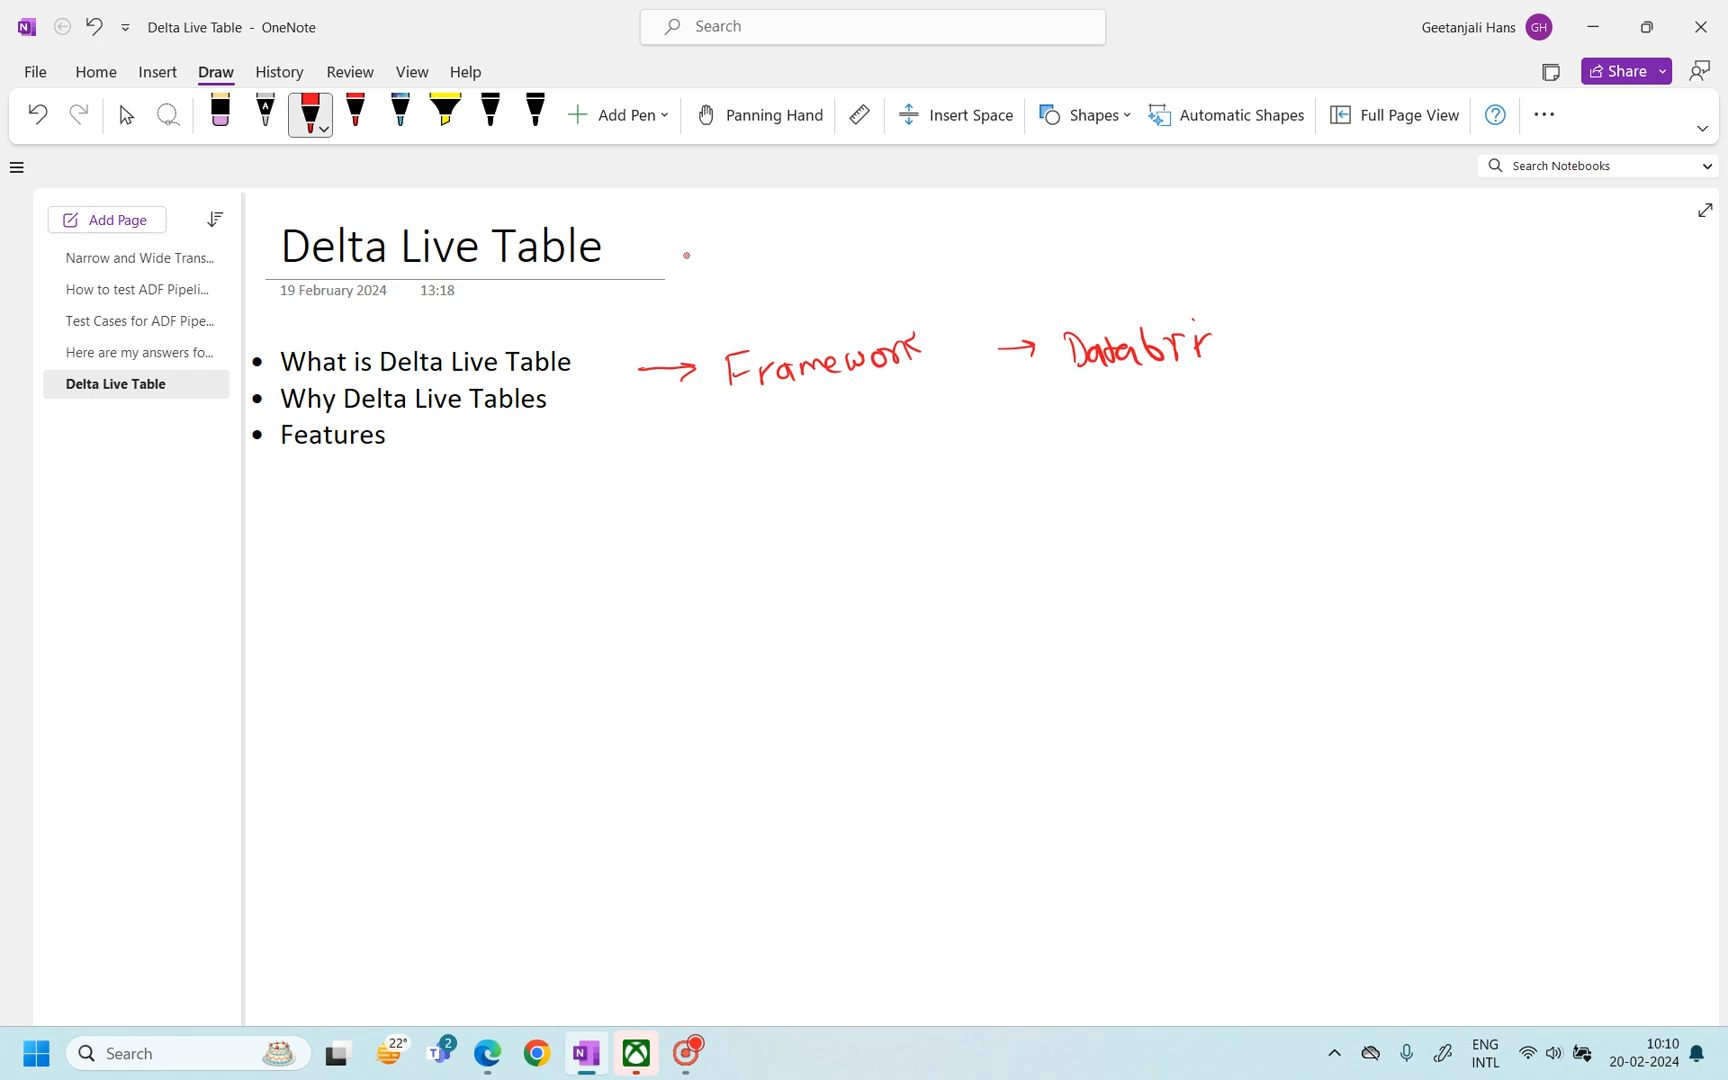 Delta Live Table - OneNote
Search
Geetanjali Hans GH
File Home Insert Draw History Review View Help
Share
Add Pen Panning Hand Insert Space Shapes Automatic Shapes Full Page View
Search Notebooks
Add Page
Narrow and Wide Trans...
How to test ADF Pipeli...
Test Cases for ADF Pipe...
Here are my answers fo...
Delta Live Table
Delta Live Table
19 February 2024 13:18
• What is Delta Live Table → Framework → Databrir
• Why Delta Live Tables
• Features
Search
22°
2
ENG
INTL
10:10
20-02-2024